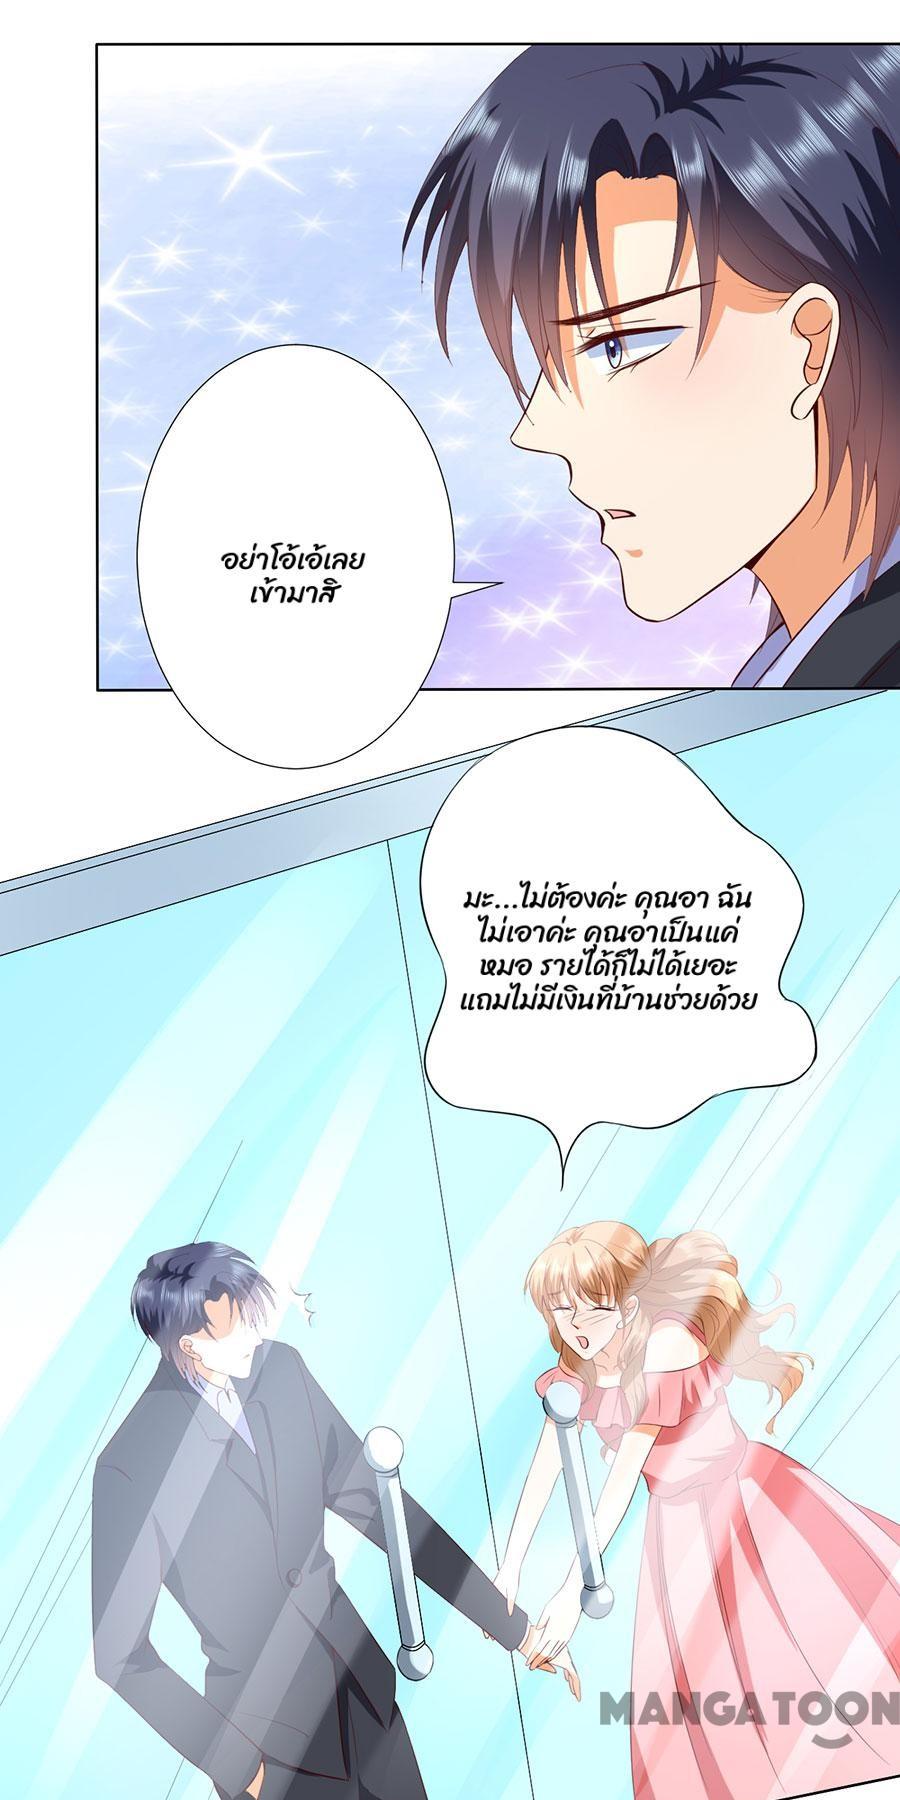 อย่าโอ้เอ้เลย
เข้ามาสิ
มะ...ไม่ต้องค่ะ คุณอา ฉัน
ไม่เอาค่ะ คุณอาเป็นแค่
หมอ รายได้ก็ไม่ได้เยอะ
แถมไม่มีเงินที่บ้านช่วยด้วย
MANGATOON